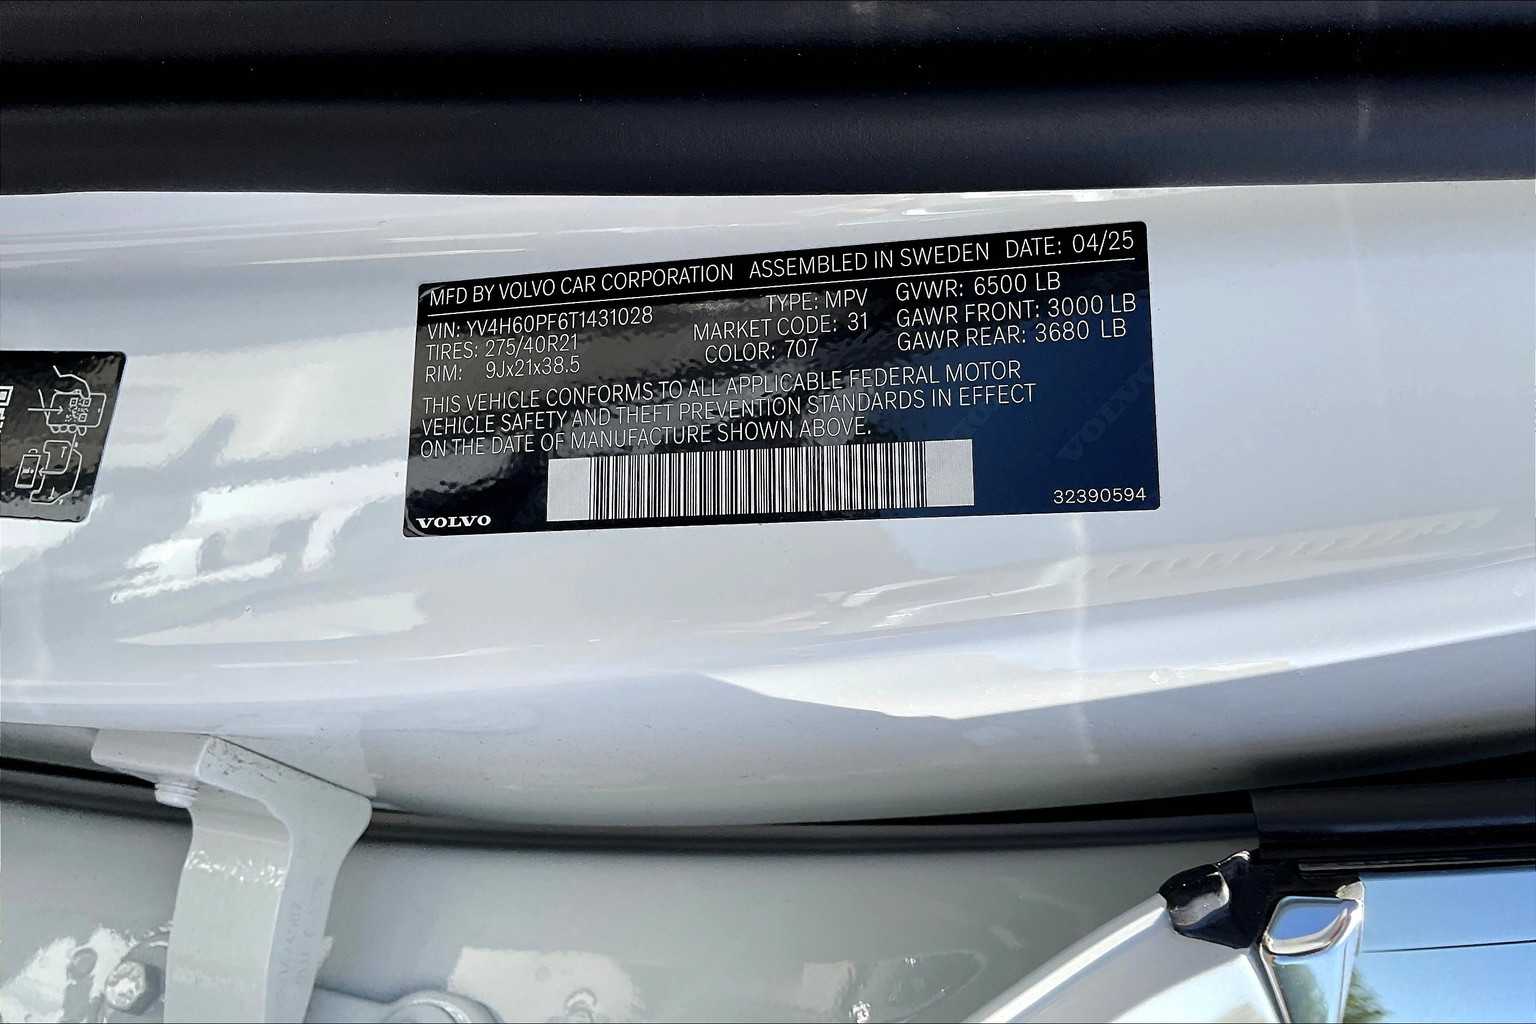 MFD BY VOLVO CAR CORPORATION ASSEMBLED IN SWEDEN DATE: 04/25
VIN: YV4H60PF6T1431028 TYPE: MPV GVWR: 6500 LB
TIRES: 275/40R21 MARKET CODE: 31 GAWR FRONT: 3000 LB
RIM: 9Jx21x38.5 COLOR: 707 GAWR REAR: 3680 LB
THIS VEHICLE CONFORMS TO ALL APPLICABLE FEDERAL MOTOR
VEHICLE SAFETY AND THEFT PREVENTION STANDARDS IN EFFECT
ON THE DATE OF MANUFACTURE SHOWN ABOVE.
VOLVO 32390594